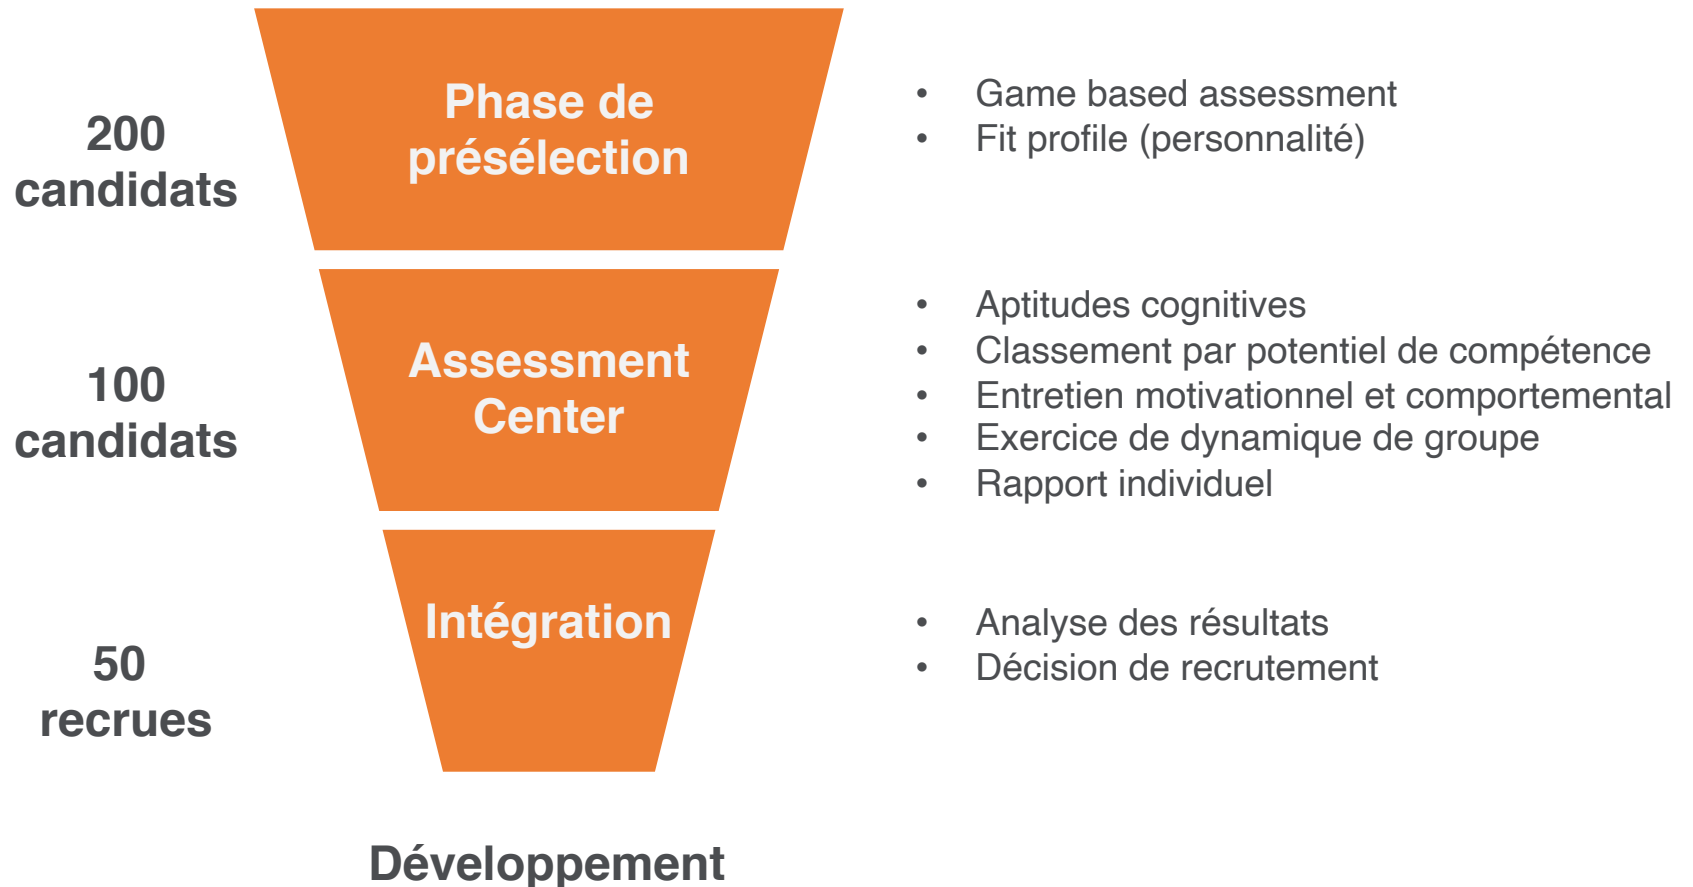 200
candidats
Phase de
présélection
• Game based assessment
• Fit profile (personnalité)
100
candidats
Assessment
Center
• Aptitudes cognitives
• Classement par potentiel de compétence
• Entretien motivationnel et comportemental
• Exercice de dynamique de groupe
• Rapport individuel
50
recrues
Intégration
• Analyse des résultats
• Décision de recrutement
Développement